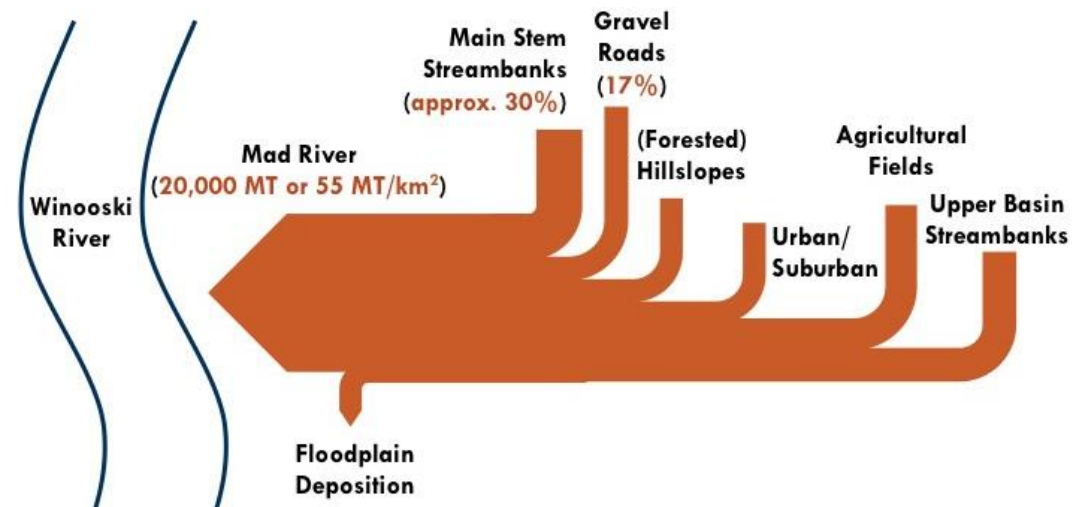 Winooski
River
Mad River
(20,000 MT or 55 MT/km²)
Main Stem
Streambanks
(approx. 30%)
Gravel
Roads
(17%)
(Forested)
Hillslopes
Urban/
Suburban
Agricultural
Fields
Upper Basin
Streambanks
Floodplain
Deposition